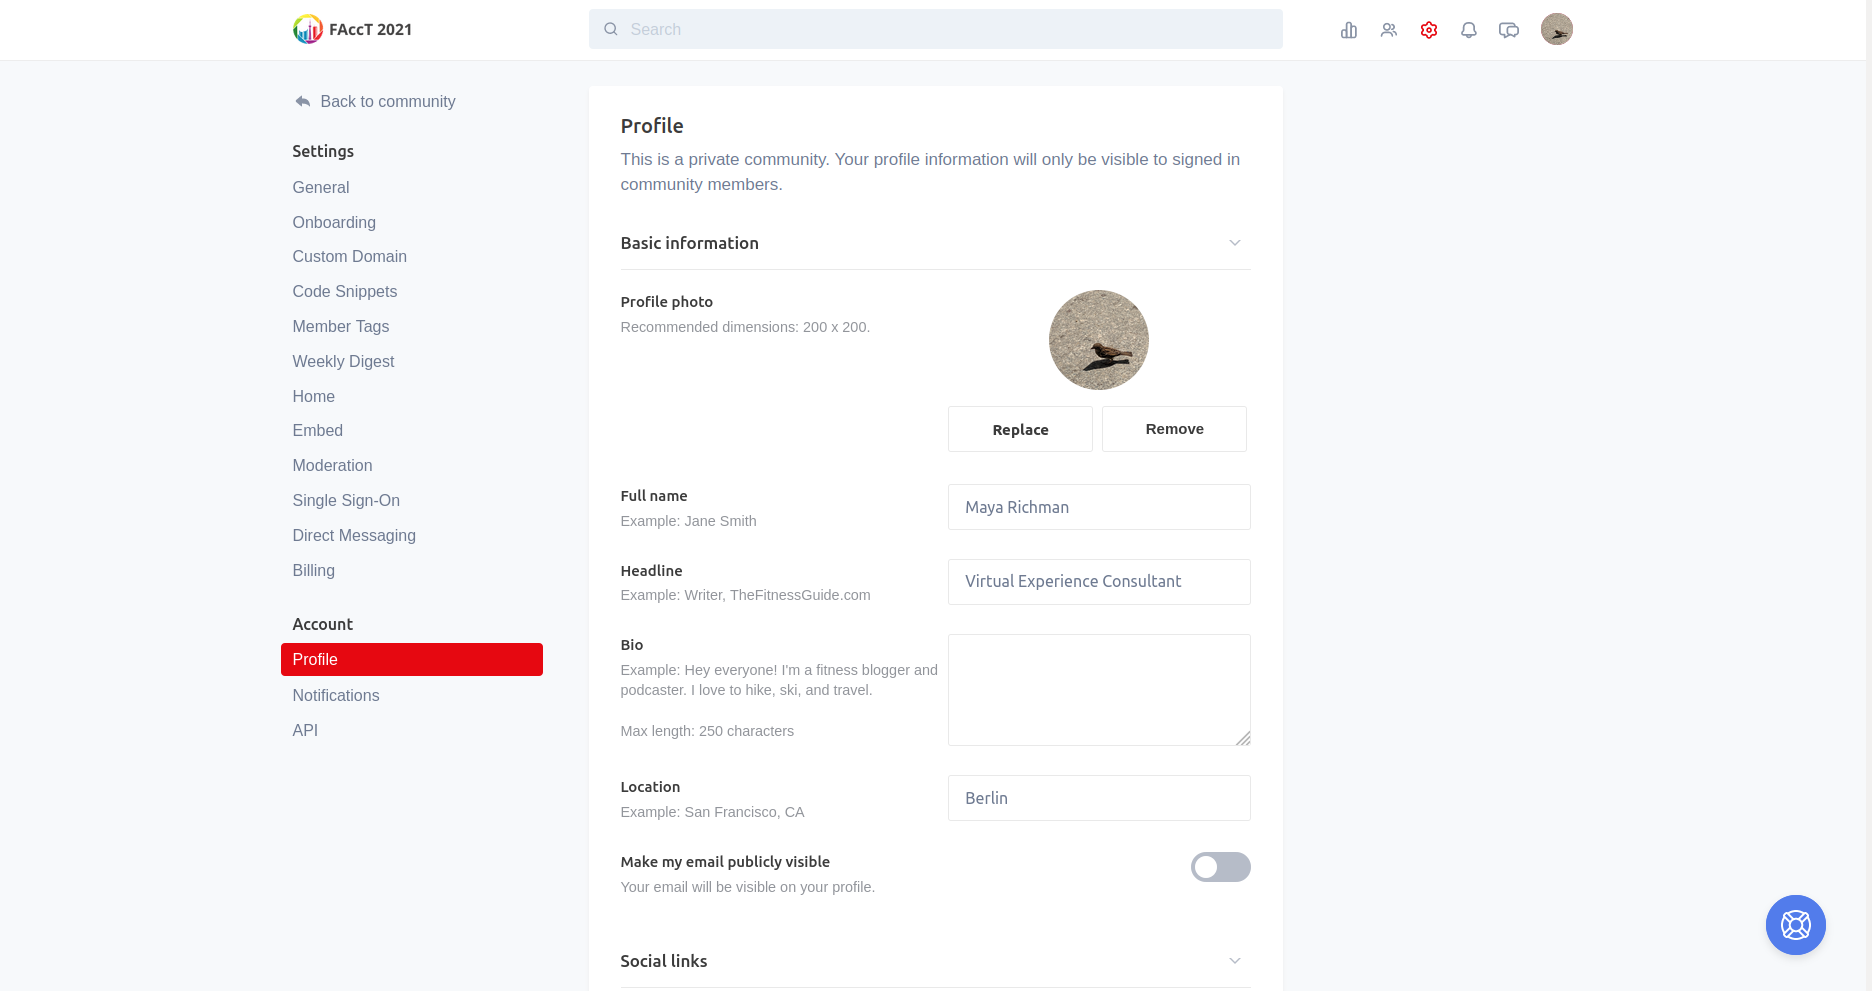 FAccT 2021
Search
Back to community
Settings
General
Onboarding
Custom Domain
Code Snippets
Member Tags
Weekly Digest
Home
Embed
Moderation
Single Sign-On
Direct Messaging
Billing
Account
Profile
Notifications
API
Profile
This is a private community. Your profile information will only be visible to signed in
community members.
Basic information
Profile photo
Recommended dimensions: 200 x 200.
Replace
Remove
Full name
Example: Jane Smith
Maya Richman
Headline
Example: Writer, TheFitnessGuide.com
Virtual Experience Consultant
Bio
Example: Hey everyone! I'm a fitness blogger and
podcaster. I love to hike, ski, and travel.
Max length: 250 characters
Location
Example: San Francisco, CA
Berlin
Make my email publicly visible
Your email will be visible on your profile.
Social links